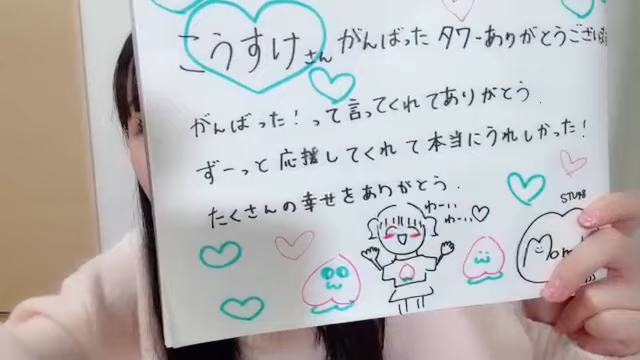 こうすけさん がんばった タワーありがとうござい
がんばった!って言ってくれてありがとう.
ずーっと応援してくれて本当にうれしかった!
たくさんの幸せをありがとう.
わーい
わーい♡
STU48
Mom